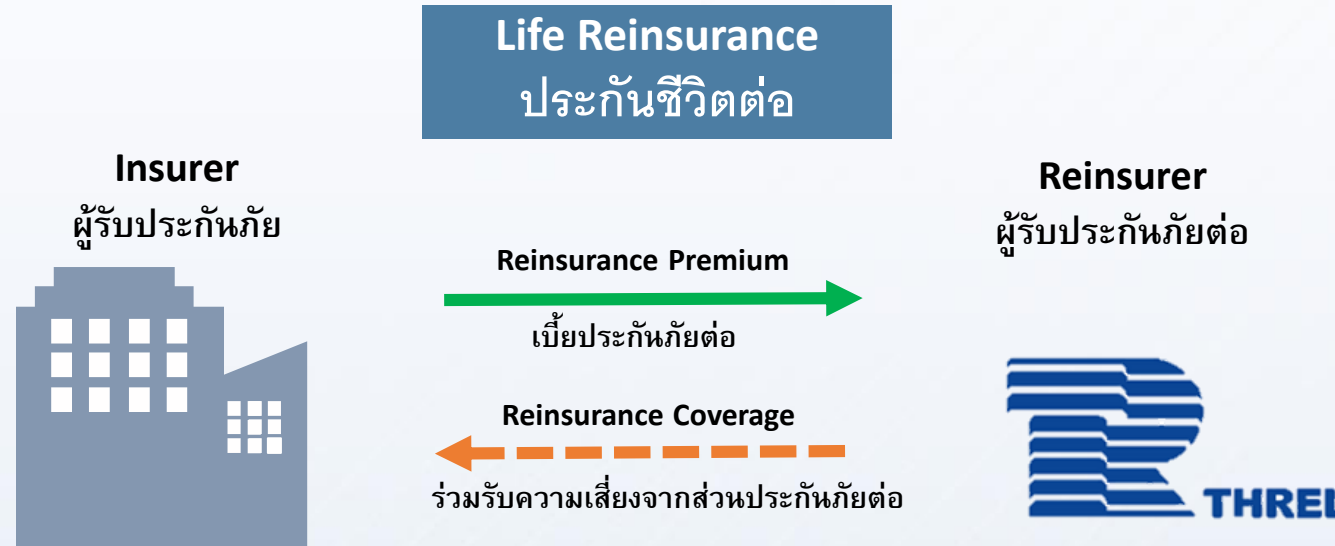 Life Reinsurance
ประกันชีวิตต่อ
Insurer
ผู้รับประกันภัย
Reinsurer
ผู้รับประกันภัยต่อ
Reinsurance Premium
เบี้ยประกันภัยต่อ
Reinsurance Coverage
ร่วมรับความเสี่ยงจากส่วนประกันภัยต่อ
THREL